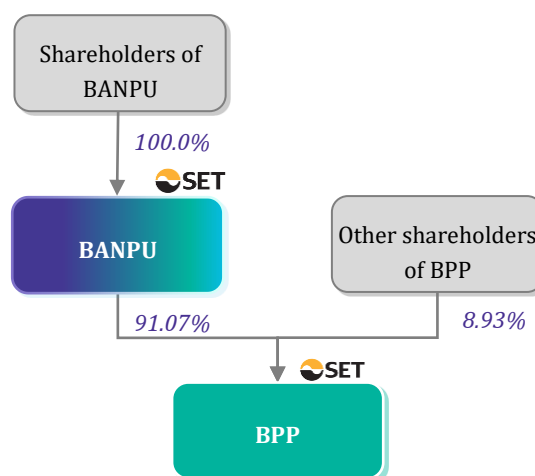 Shareholders of
BANPU
100.0%
SET
BANPU
Other shareholders
of BPP
91.07%
8.93%
SET
BPP